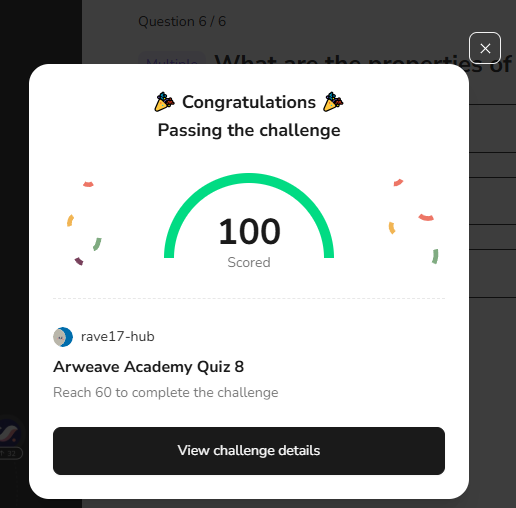 Question 6 / 6
Multiple What are the properties of
Congratulations
Passing the challenge
100
Scored
rave17-hub
Arweave Academy Quiz 8
Reach 60 to complete the challenge
View challenge details